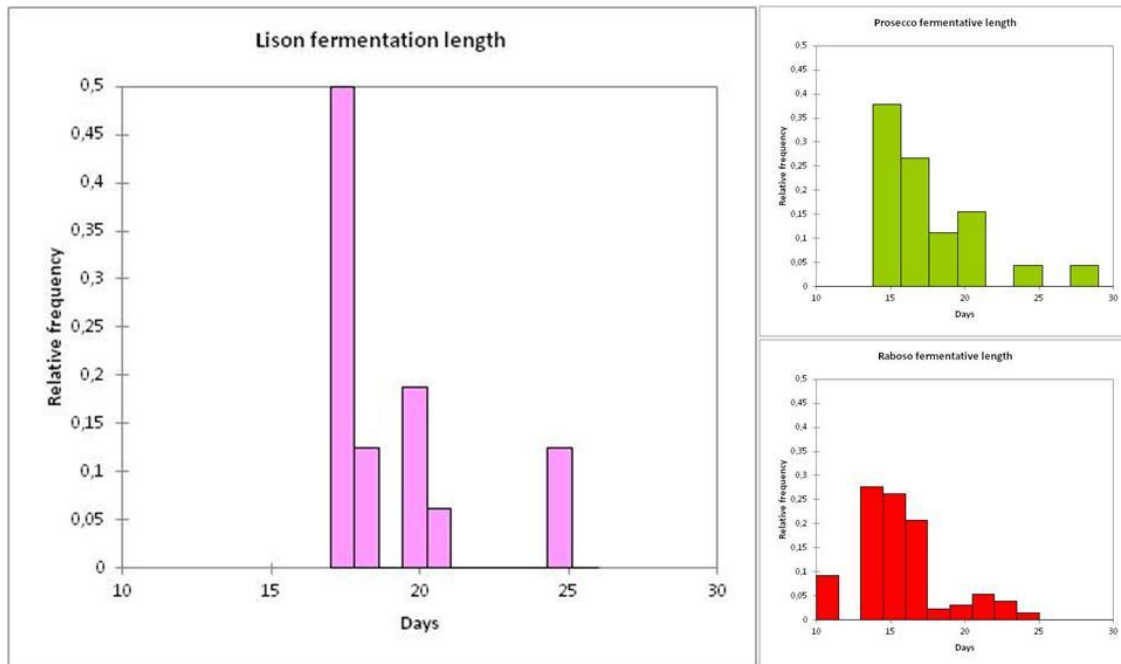 Lison fermentation length
0,5
0,45
0,4
0,35
0,3
0,25
0,2
0,15
0,1
0,05
0
Relative frequency
10 15 20 25 30
Days
Prosecco fermentative length
0,5
0,45
0,4
0,35
0,3
0,25
0,2
0,15
0,1
0,05
0
Relative frequency
10 15 20 25 30
Days
Raboso fermentative length
0,5
0,45
0,4
0,35
0,3
0,25
0,2
0,15
0,1
0,05
0
Relative frequency
10 15 20 25 30
Days